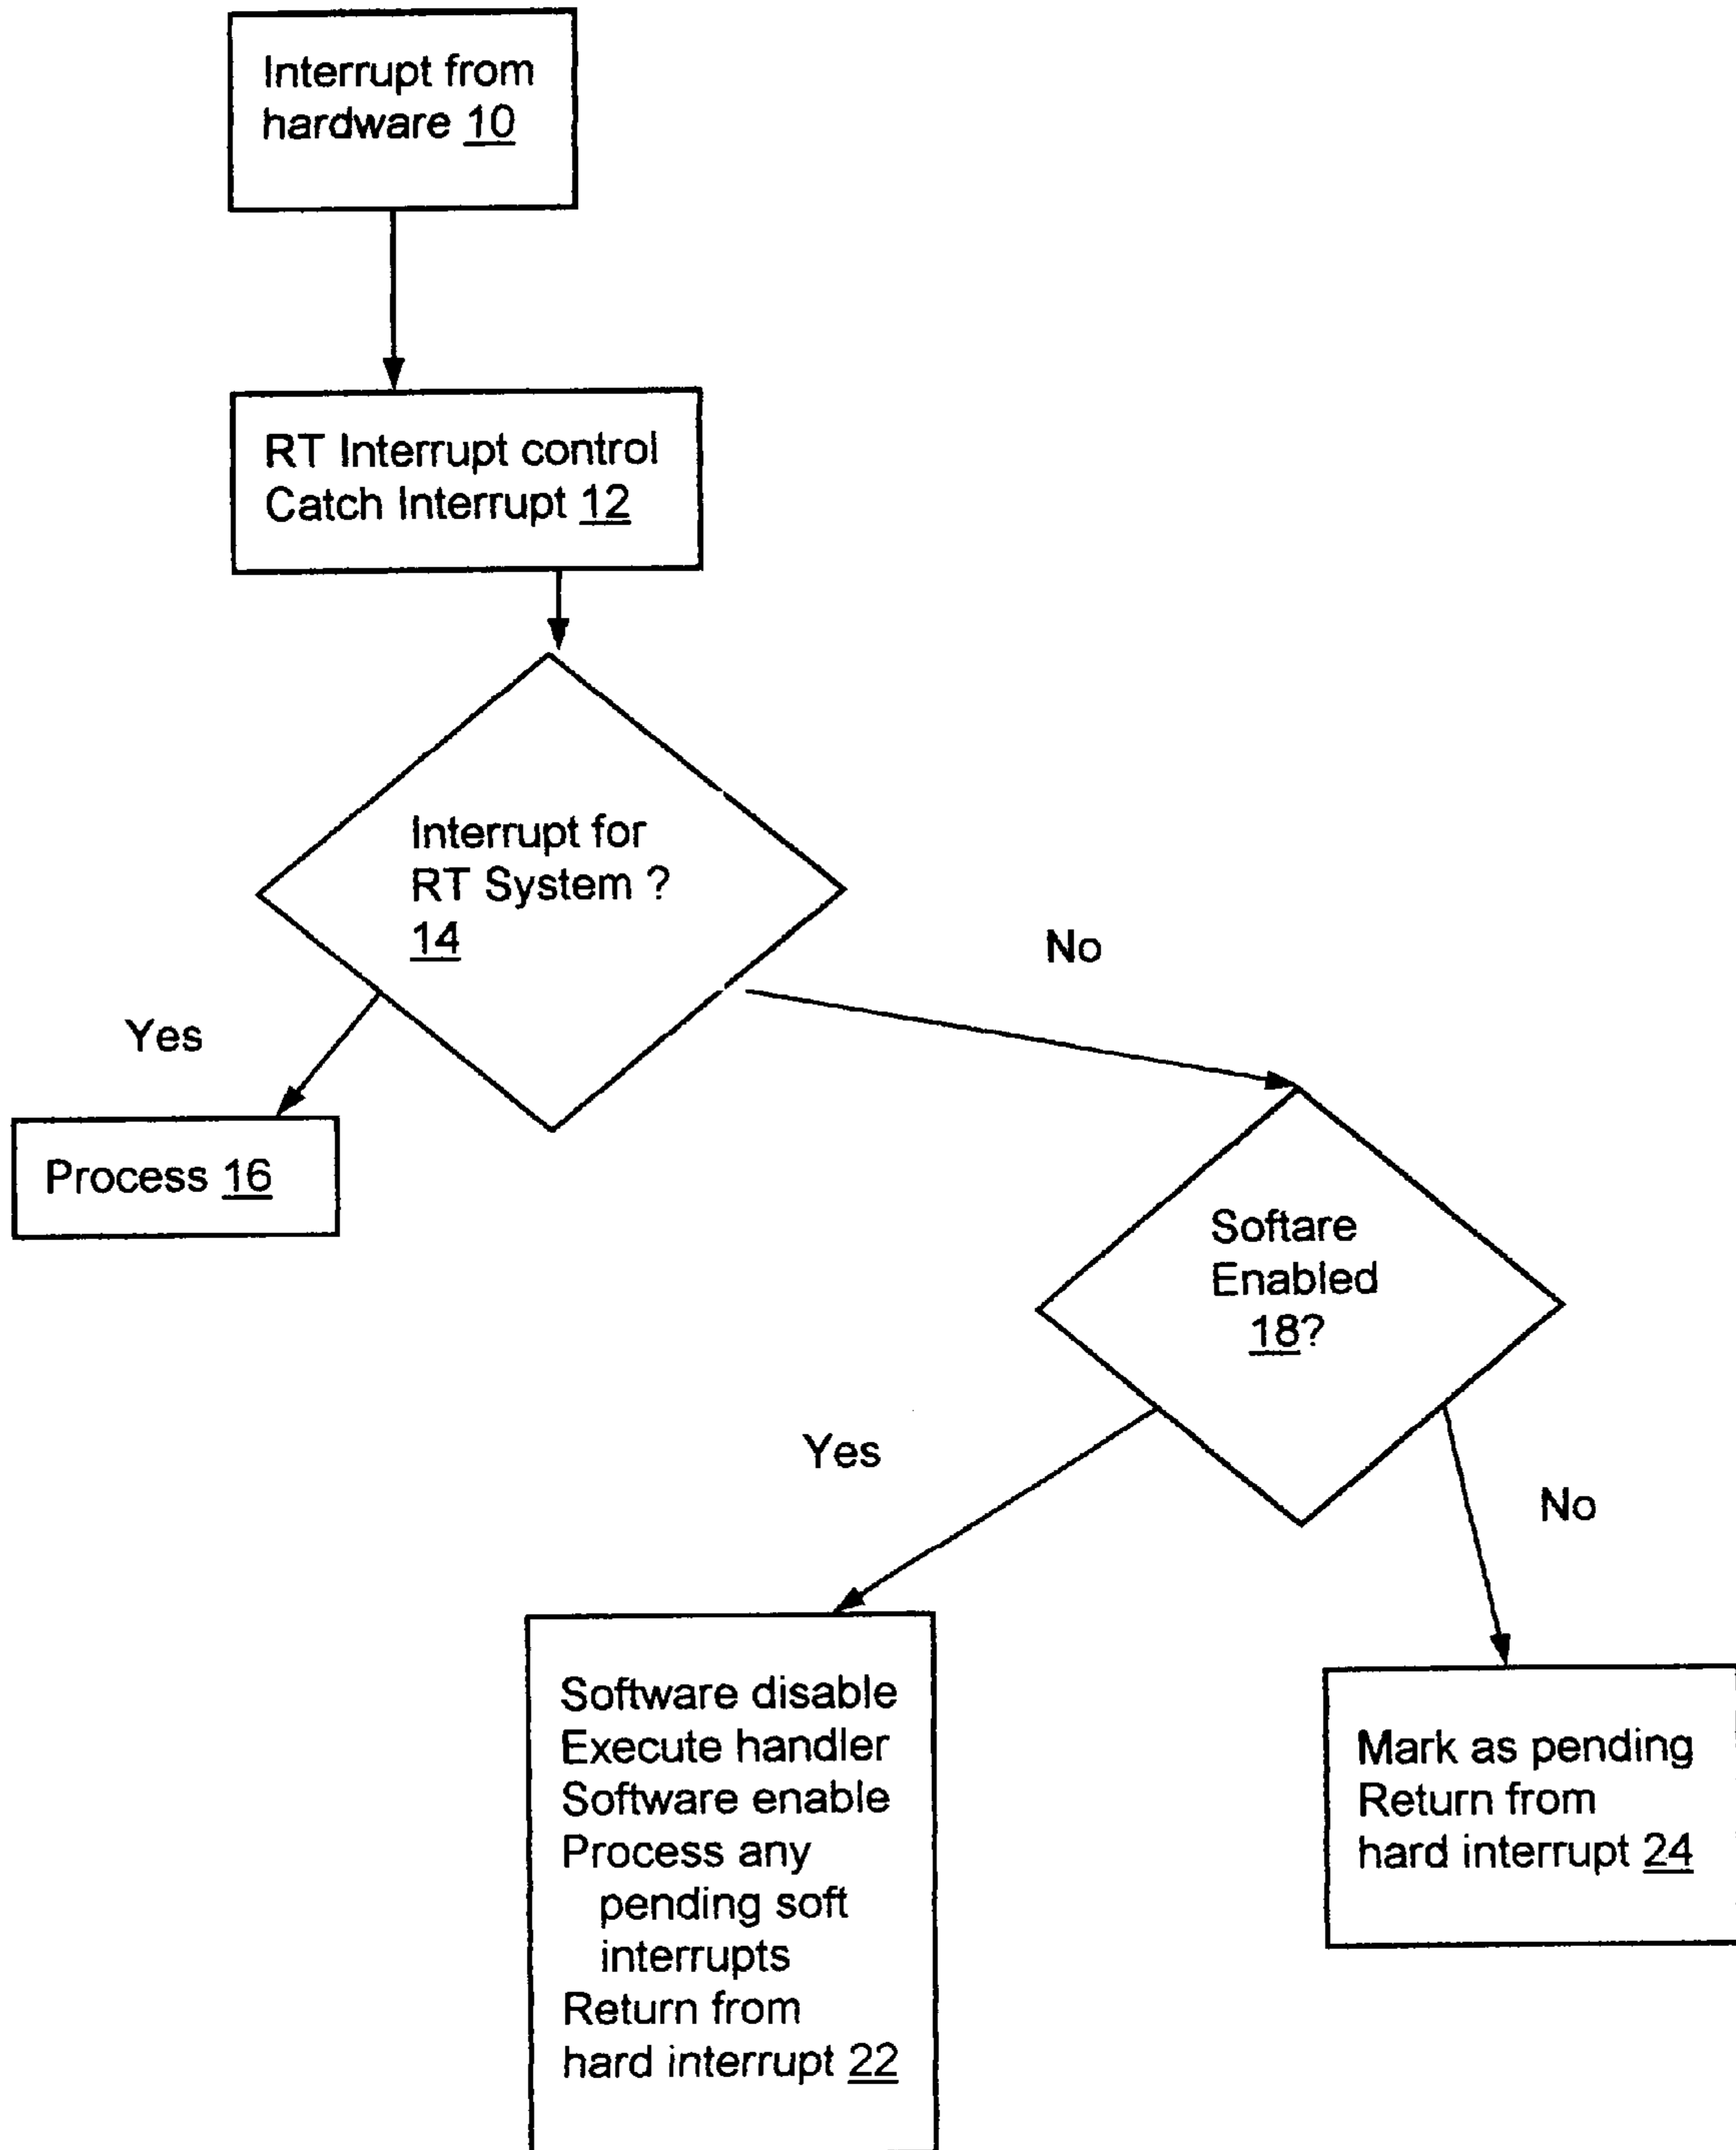 Interrupt from
hardware 10
RT Interrupt control
Catch Interrupt 12
Interrupt for
RT System ?
14
No
Yes
Process 16
Softare
Enabled
18?
Yes
No
Software disable
Execute handler
Software enable
Process any
pending soft
interrupts
Return from
hard interrupt 22
Mark as pending
Return from
hard interrupt 24